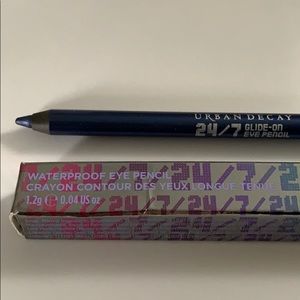 URBAN DECAY
24/7 GLIDE-ON
EYE PENCIL
WATERPROOF EYE PENCIL
CRAYON CONTOUR DES YEUX LONGUE TENUE
1.2g e 0.04 US oz